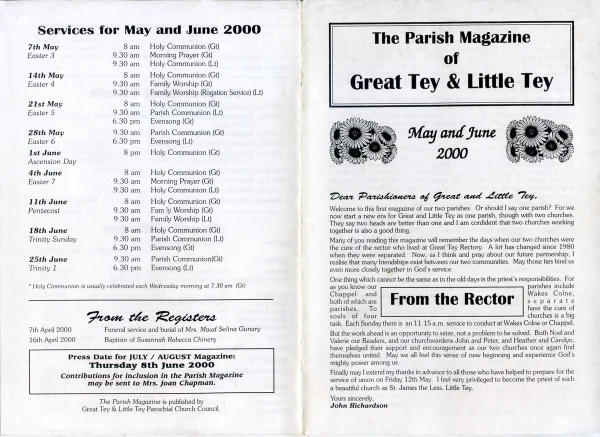 Services for May and June 2000
7th May 8 am Holy Communion (Gt)
Easter 3 9.30 am Morning Prayer (Gt)
9.30 am Holy Communion (Lt)
14th May 8 am Holy Communion (Gt)
Easter 4 9.30 am Family Worship (Gt)
9.30 am Family Worship (Rogation Service) (Lt)
21st May 8 am Holy Communion (Gt)
Easter 5 9.30 am Parish Communion (Lt)
6.30 pm Evensong (Gt)
28th May 9.30 am Parish Communion (Gt)
Easter 6 6.30 pm Evensong (Lt)
1st June 8 pm Holy Communion (Gt)
Ascension Day
4th June 8 am Holy Communion (Gt)
Easter 7 9.30 am Morning Prayer (Gt)
9.30 am Holy Communion (Lt)
11th June 8 am Holy Communion (Gt)
Pentecost 9.30 am Family Worship (Gt)
9.30 am Family Worship (Lt)
18th June 8 am Holy Communion (Gt)
Trinity Sunday 9.30 am Parish Communion (Lt)
6.30 pm Evensong (Gt)
25th June 9.30 am Parish Communion(Gt)
Trinity 1 6.30 pm Evensong (Lt)
* Holy Communion is usually celebrated each Wednesday morning at 7.30 am (Gt)
From the Registers
7th April 2000 Funeral service and burial of Mrs. Maud Selina Gunary
16th April 2000 Baptism of Susannah Rebecca Chinery
Press Date for JULY / AUGUST Magazine:
Thursday 8th June 2000
Contributions for inclusion in the Parish Magazine
may be sent to Mrs. Joan Chapman.
The Parish Magazine is published by
Great Tey & Little Tey Parochial Church Council.
The Parish Magazine
of
Great Tey & Little Tey
May and June
2000
Dear Parishioners of Great and Little Tey,
Welcome to this first magazine of our two parishes. Or should I say one parish? For we
now start a new era for Great and Little Tey as one parish, though with two churches.
They say two heads are better than one and I am confident that two churches working
together is also a good thing.
Many of you reading this magazine will remember the days when our two churches were
the cure of the rector who lived at Great Tey Rectory. A lot has changed since 1980
when they were separated. Now, as I think and pray about our future partnership, I
realise that many friendships exist between our two communities. May those ties bind us
even more closely together in God's service.
One thing which cannot be the same as in the old days is the priest's responsibilities. For
as you know our parishes include
Chappel and Wakes Colne,
both of which are separate
parishes. To have the cure of
souls of four churches is a big
From the Rector
task. Each Sunday there is an 11.15 a.m. service to conduct at Wakes Colne or Chappel.
But the work ahead is an opportunity to seize, not a problem to be solved. Both Noel and
Valerie our Readers, and our churchwardens John and Peter, and Heather and Carolyn,
have pledged their support and encouragement as our two churches once again find
themselves united. May we all feel this sense of new beginning and experience God's
mighty power among us.
Finally may I extend my thanks in advance to all those who have helped to prepare for the
service of union on Friday 12th May. I feel very privileged to become the priest of such
a beautiful church as St. James the Less, Little Tey.
Yours sincerely,
John Richardson